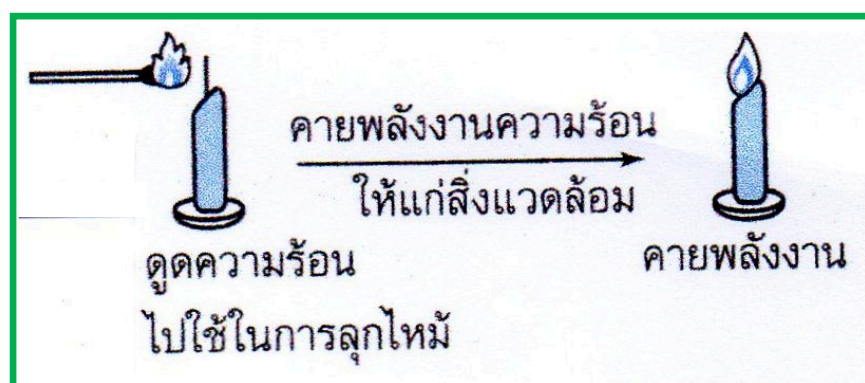 คายพลังงานความร้อน
ให้แก่สิ่งแวดล้อม
ดูดความร้อน
ไปใช้ในการลุกไหม้
คายพลังงาน